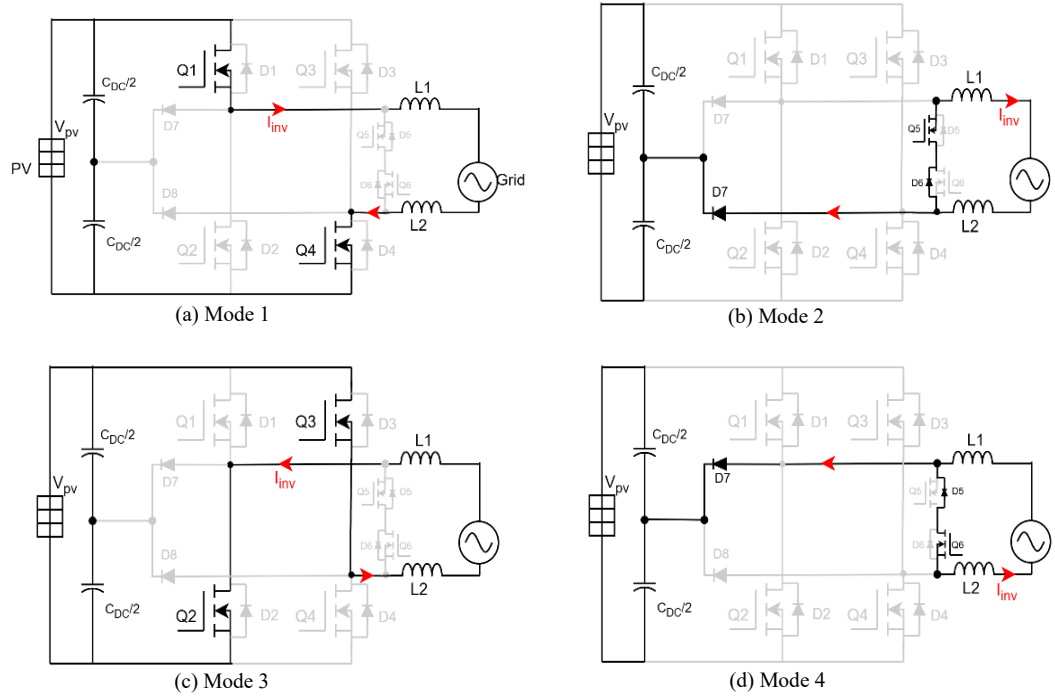 Q1
D1
Q3
D3
C_DC/2
L1
D7
I_inv
V_pv
Q5
D5
PV
Grid
D6
Q6
D8
C_DC/2
L2
Q2
D2
Q4
D4
(a) Mode 1
Q1
D1
Q3
D3
C_DC/2
L1
D7
I_inv
V_pv
Q5
D5
D7
D6
Q6
C_DC/2
L2
Q2
D2
Q4
D4
(b) Mode 2
Q1
D1
Q3
D3
C_DC/2
L1
D7
I_inv
V_pv
Q5
D5
D6
Q6
D8
C_DC/2
L2
Q2
D2
Q4
D4
(c) Mode 3
Q1
D1
Q3
D3
C_DC/2
L1
D7
V_pv
Q5
D5
D6
Q6
D8
C_DC/2
L2
I_inv
Q2
D2
Q4
D4
(d) Mode 4